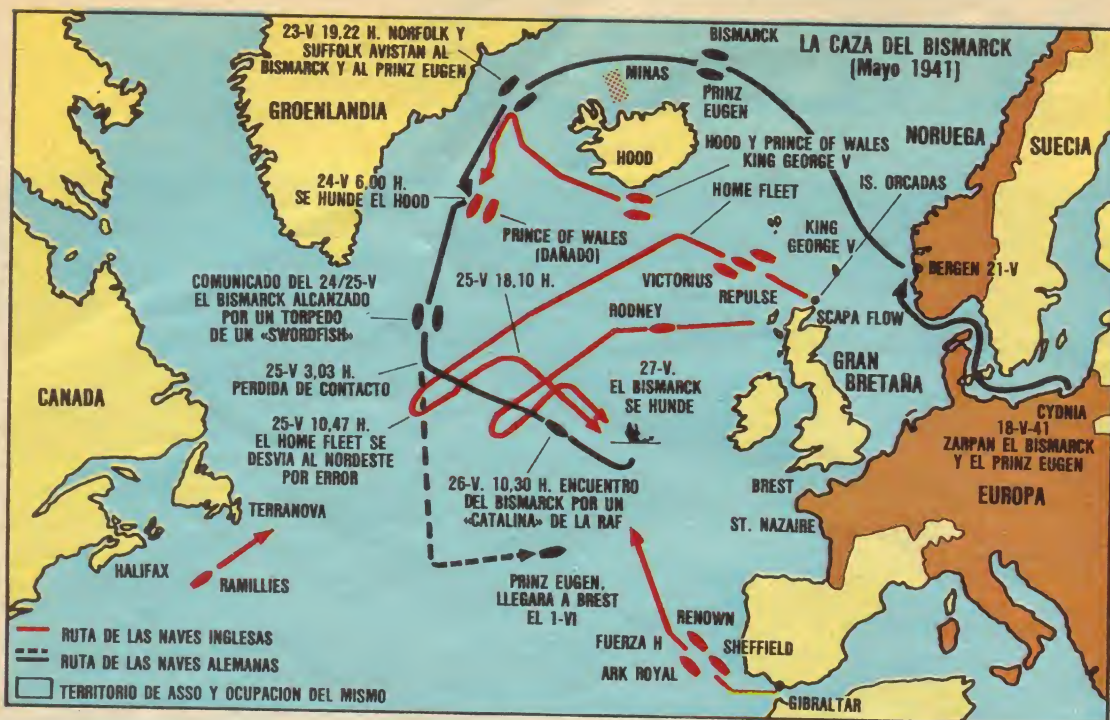 LA CAZA DEL BISMARCK
(Mayo 1941)
23-V 19,22 H. NORFOLK Y
SUFFOLK AVISTAN AL
BISMARCK Y AL PRINZ EUGEN
BISMARCK
MINAS
PRINZ
EUGEN
GROENLANDIA
NORUEGA
SUECIA
HOOD
HOOD Y PRINCE OF WALES
KING GEORGE V
HOME FLEET
IS. ORCADAS
24-V 6,00 H.
SE HUNDE EL HOOD
PRINCE OF WALES
(DAÑADO)
KING
GEORGE V
BERGEN 21-V
VICTORIUS
REPULSE
SCAPA FLOW
COMUNICADO DEL 24/25-V
EL BISMARCK ALCANZADO
POR UN TORPEDO
DE UN «SWORDFISH»
25-V 18,10 H.
RODNEY
GRAN
BRETAÑA
25-V 3,03 H.
PERDIDA DE CONTACTO
27-V.
EL BISMARCK
SE HUNDE
CANADA
25-V 10,47 H.
EL HOME FLEET SE
DESVIA AL NORDESTE
POR ERROR
CYDNIA
18-V-41
ZARPAN EL BISMARCK
Y EL PRINZ EUGEN
EUROPA
26-V. 10,30 H. ENCUENTRO
DEL BISMARCK POR UN
«CATALINA» DE LA RAF
BREST
ST. NAZAIRE
TERRANOVA
HALIFAX
RAMILLIES
PRINZ EUGEN,
LLEGARA A BREST
EL 1-VI
RENOWN
FUERZA H
SHEFFIELD
ARK ROYAL
GIBRALTAR
RUTA DE LAS NAVES INGLESAS
RUTA DE LAS NAVES ALEMANAS
TERRITORIO DE ASSO Y OCUPACION DEL MISMO